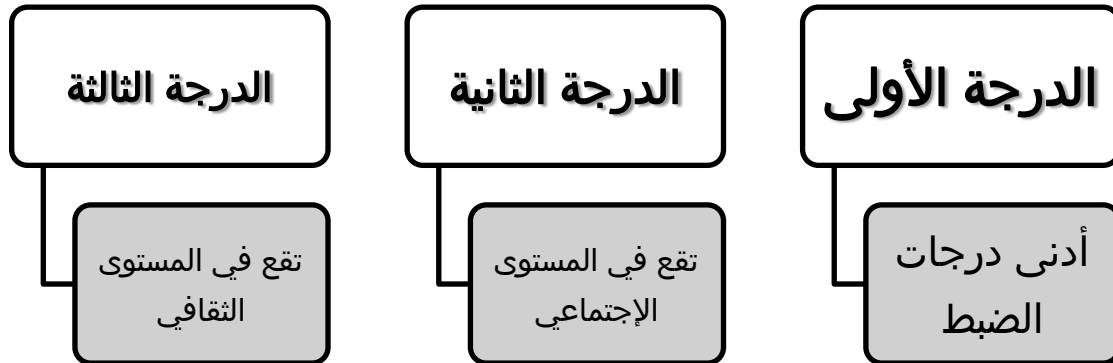 الدرجة الأولى
أدنى درجات
الضبط
الدرجة الثانية
تقع في المستوى
الإجتماعي
الدرجة الثالثة
تقع في المستوى
الثقافي